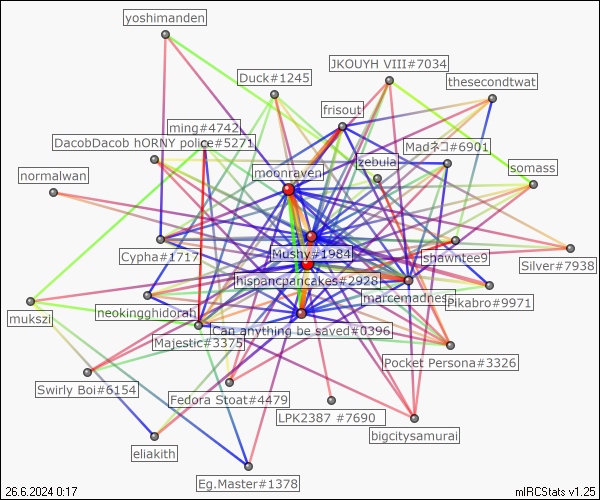 yoshimanden
JKOUYH VIII#7034
Duck#1245
thesecondtwat
frisout
ming#4742
DacobDacob hORNY police#5271
Madネコ#6901
zebula
somass
moonraven
normalwan
Cypha#1717
Mushy#1984
shawntee9
Silver#7938
hispancpancakes#2928
marcemadness
Pikabro#9971
neokingghidorah
mukszi
Can anything be saved#0396
Majestic#3375
Pocket Persona#3326
Swirly Boi#6154
Fedora Stoat#4479
LPK2387 #7690
bigcitysamurai
eliakith
Eg.Master#1378
26.6.2024 0:17
mIRCStats v1.25